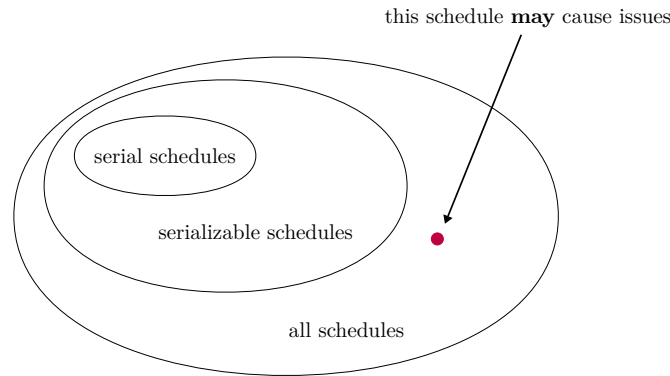 this schedule may cause issues
serial schedules
serializable schedules
all schedules